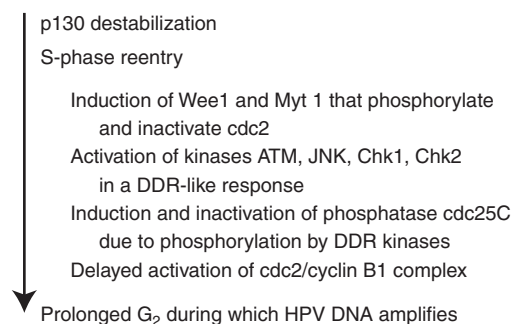 p130 destabilization
S-phase reentry
Induction of Wee1 and Myt 1 that phosphorylate
and inactivate cdc2
Activation of kinases ATM, JNK, Chk1, Chk2
in a DDR-like response
Induction and inactivation of phosphatase cdc25C
due to phosphorylation by DDR kinases
Delayed activation of cdc2/cyclin B1 complex
Prolonged G₂ during which HPV DNA amplifies